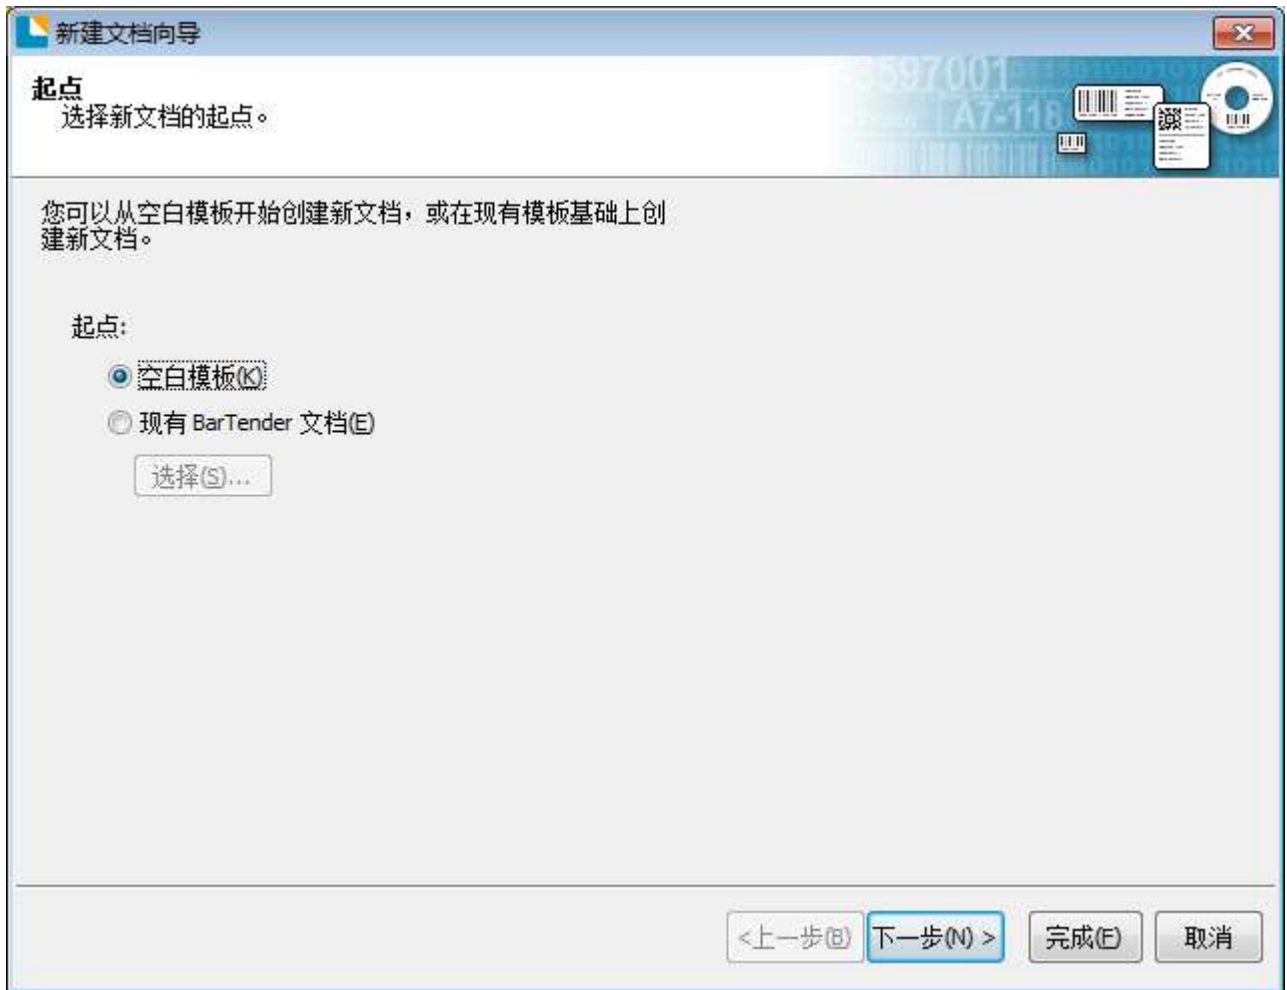 新建文档向导
起点
选择新文档的起点。
3597001
A7-118
您可以从空白模板开始创建新文档，或在现有模板基础上创
建新文档。
起点:
空白模板(K)
现有 BarTender 文档(E)
选择(S)...
<上一步(B)
下一步(N) >
完成(F)
取消